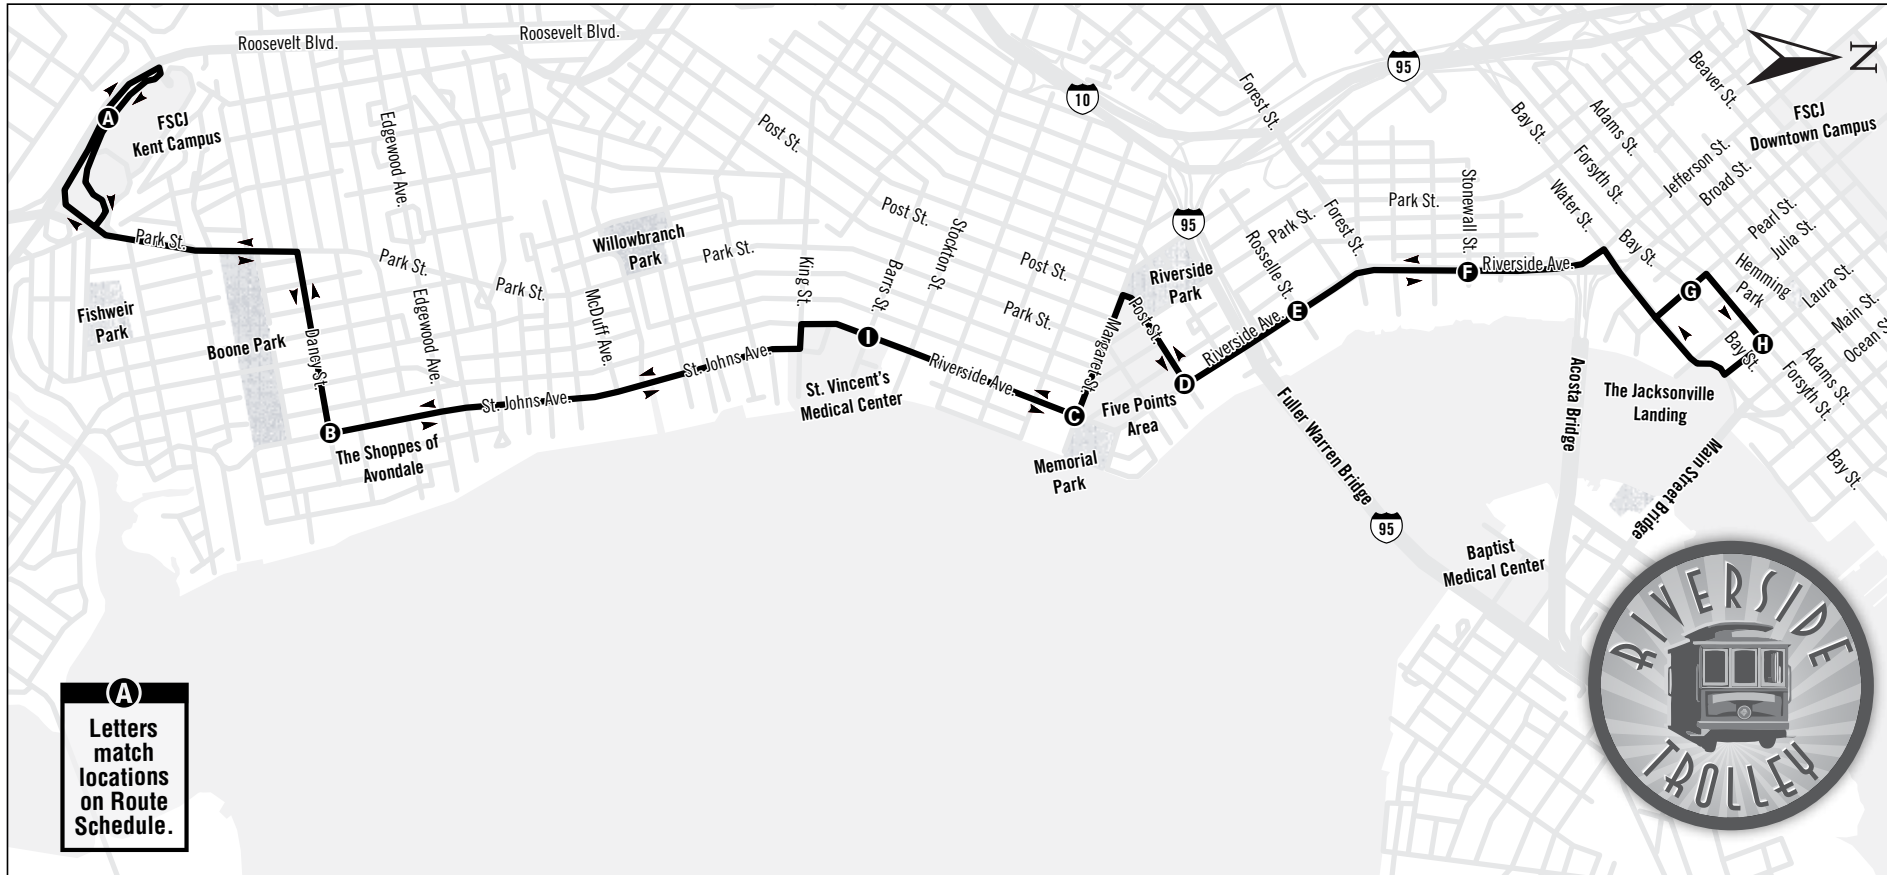 Roosevelt Blvd.
Roosevelt Blvd.
95
10
N
Beaver St.
FSCJ
Downtown Campus
A
FSCJ
Kent Campus
Edgewood Ave.
Post St.
Forest St.
Bay St.
Adams St.
Forsyth St.
Jefferson St.
Broad St.
Water St.
Park St.
Stonewall St.
Post St.
Stockton St.
95
Park St.
Forest St.
Pearl St.
Julia St.
Bay St.
Hemming
Park
Laura St.
Main St.
Ocean St.
Park St.
Willowbranch
Park
Park St.
Park St.
Park St.
King St.
Barrs St.
Post St.
Park St.
Riverside
Park
Rosselle St.
F
Riverside Ave.
G
Fishweir
Park
Boone Park
Dancy St.
Edgewood Ave.
McDuff Ave.
St. Johns Ave.
St. Johns Ave.
I
Riverside Ave.
Margaret St.
Post St.
Riverside Ave.
E
H
Bay St.
Adams St.
Forsyth St.
B
The Shoppes of
Avondale
St. Vincent's
Medical Center
C
D
Five Points
Area
Memorial
Park
Fuller Warren Bridge
95
Acosta Bridge
The Jacksonville
Landing
Main Street Bridge
Bay St.
Baptist
Medical Center
A
Letters
match
locations
on Route
Schedule.
RIVERSIDE
TROLLEY